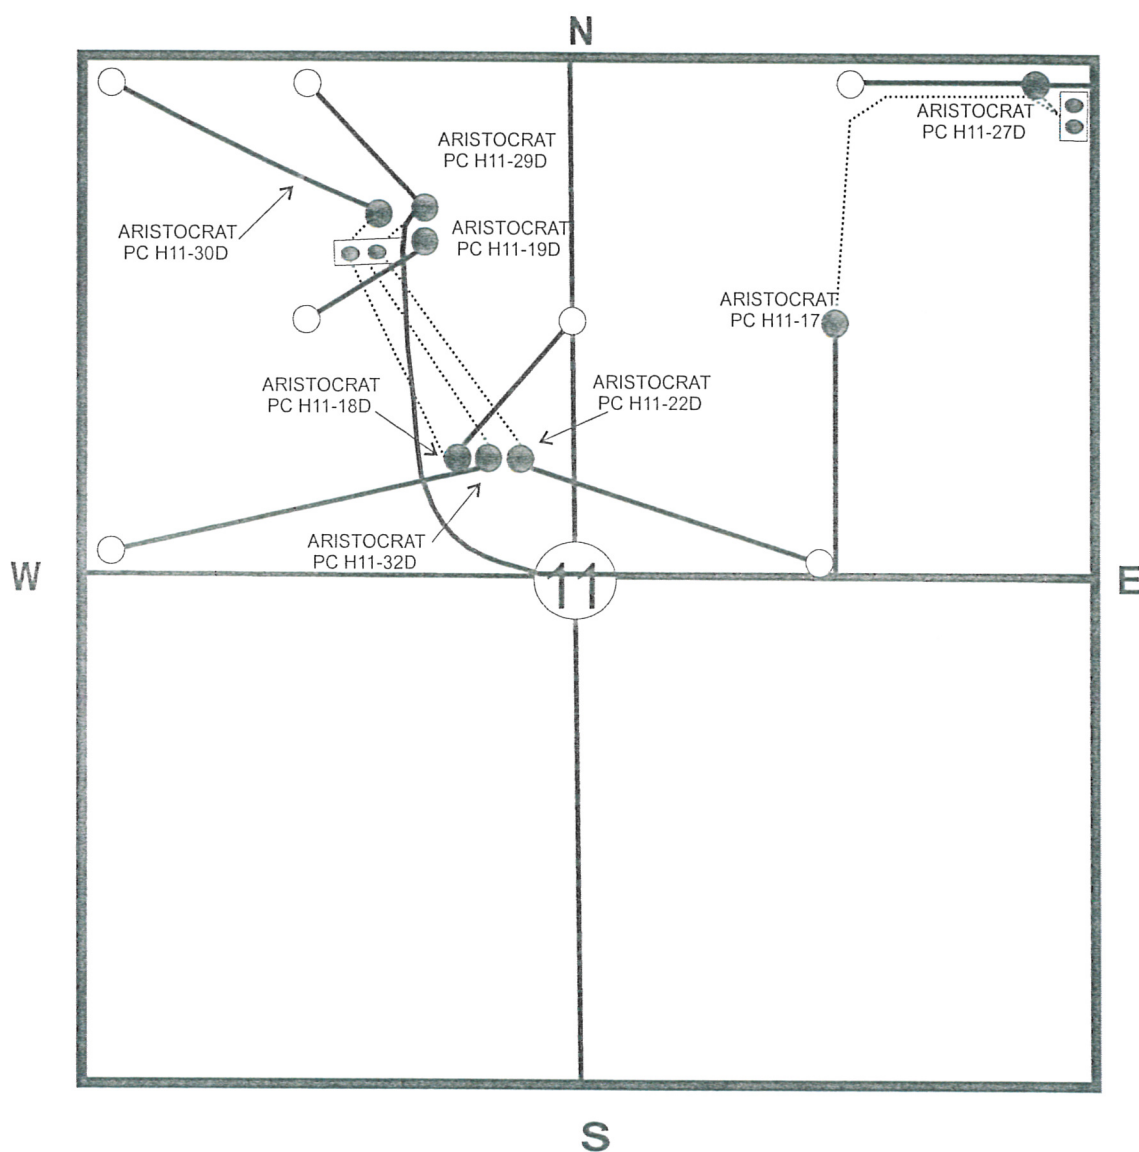 N
ARISTOCRAT
PC H11-27D
ARISTOCRAT
PC H11-29D
ARISTOCRAT
PC H11-30D
ARISTOCRAT
PC H11-19D
ARISTOCRAT
PC H11-17
ARISTOCRAT
PC H11-18D
ARISTOCRAT
PC H11-22D
ARISTOCRAT
PC H11-32D
W
11
E
S